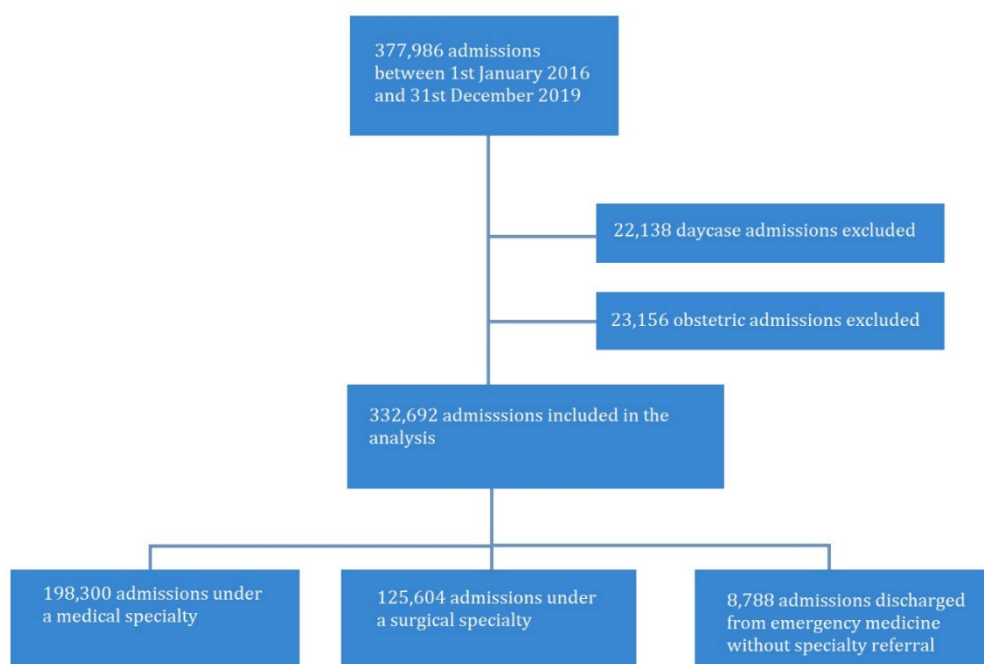 377,986 admissions
between 1st January 2016
and 31st December 2019
22,138 daycase admissions excluded
23,156 obstetric admissions excluded
332,692 admisssions included in the
analysis
198,300 admissions under
a medical specialty
125,604 admissions under
a surgical specialty
8,788 admissions discharged
from emergency medicine
without specialty referral